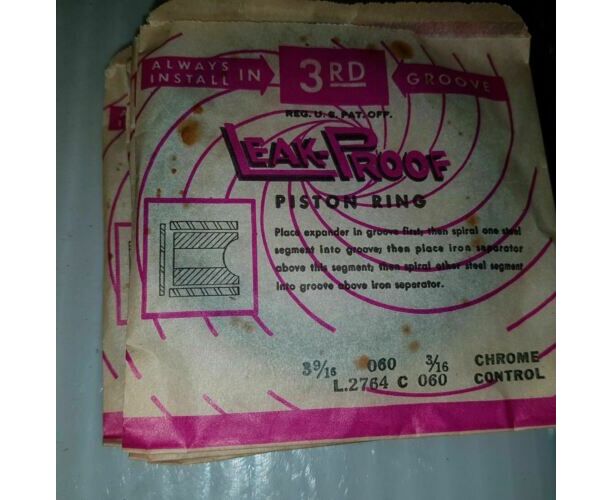 ALWAYS INSTALL IN 3RD GROOVE
REG. U. S. PAT. OFF.
LEAK-PROOF
PISTON RING
Place expander in groove first, then spiral one steel
segment into groove; then place iron separator
above this segment; then spiral other steel segment
into groove above iron separator.
3 9/16 060 3/16 CHROME
L.2764 C 060 CONTROL